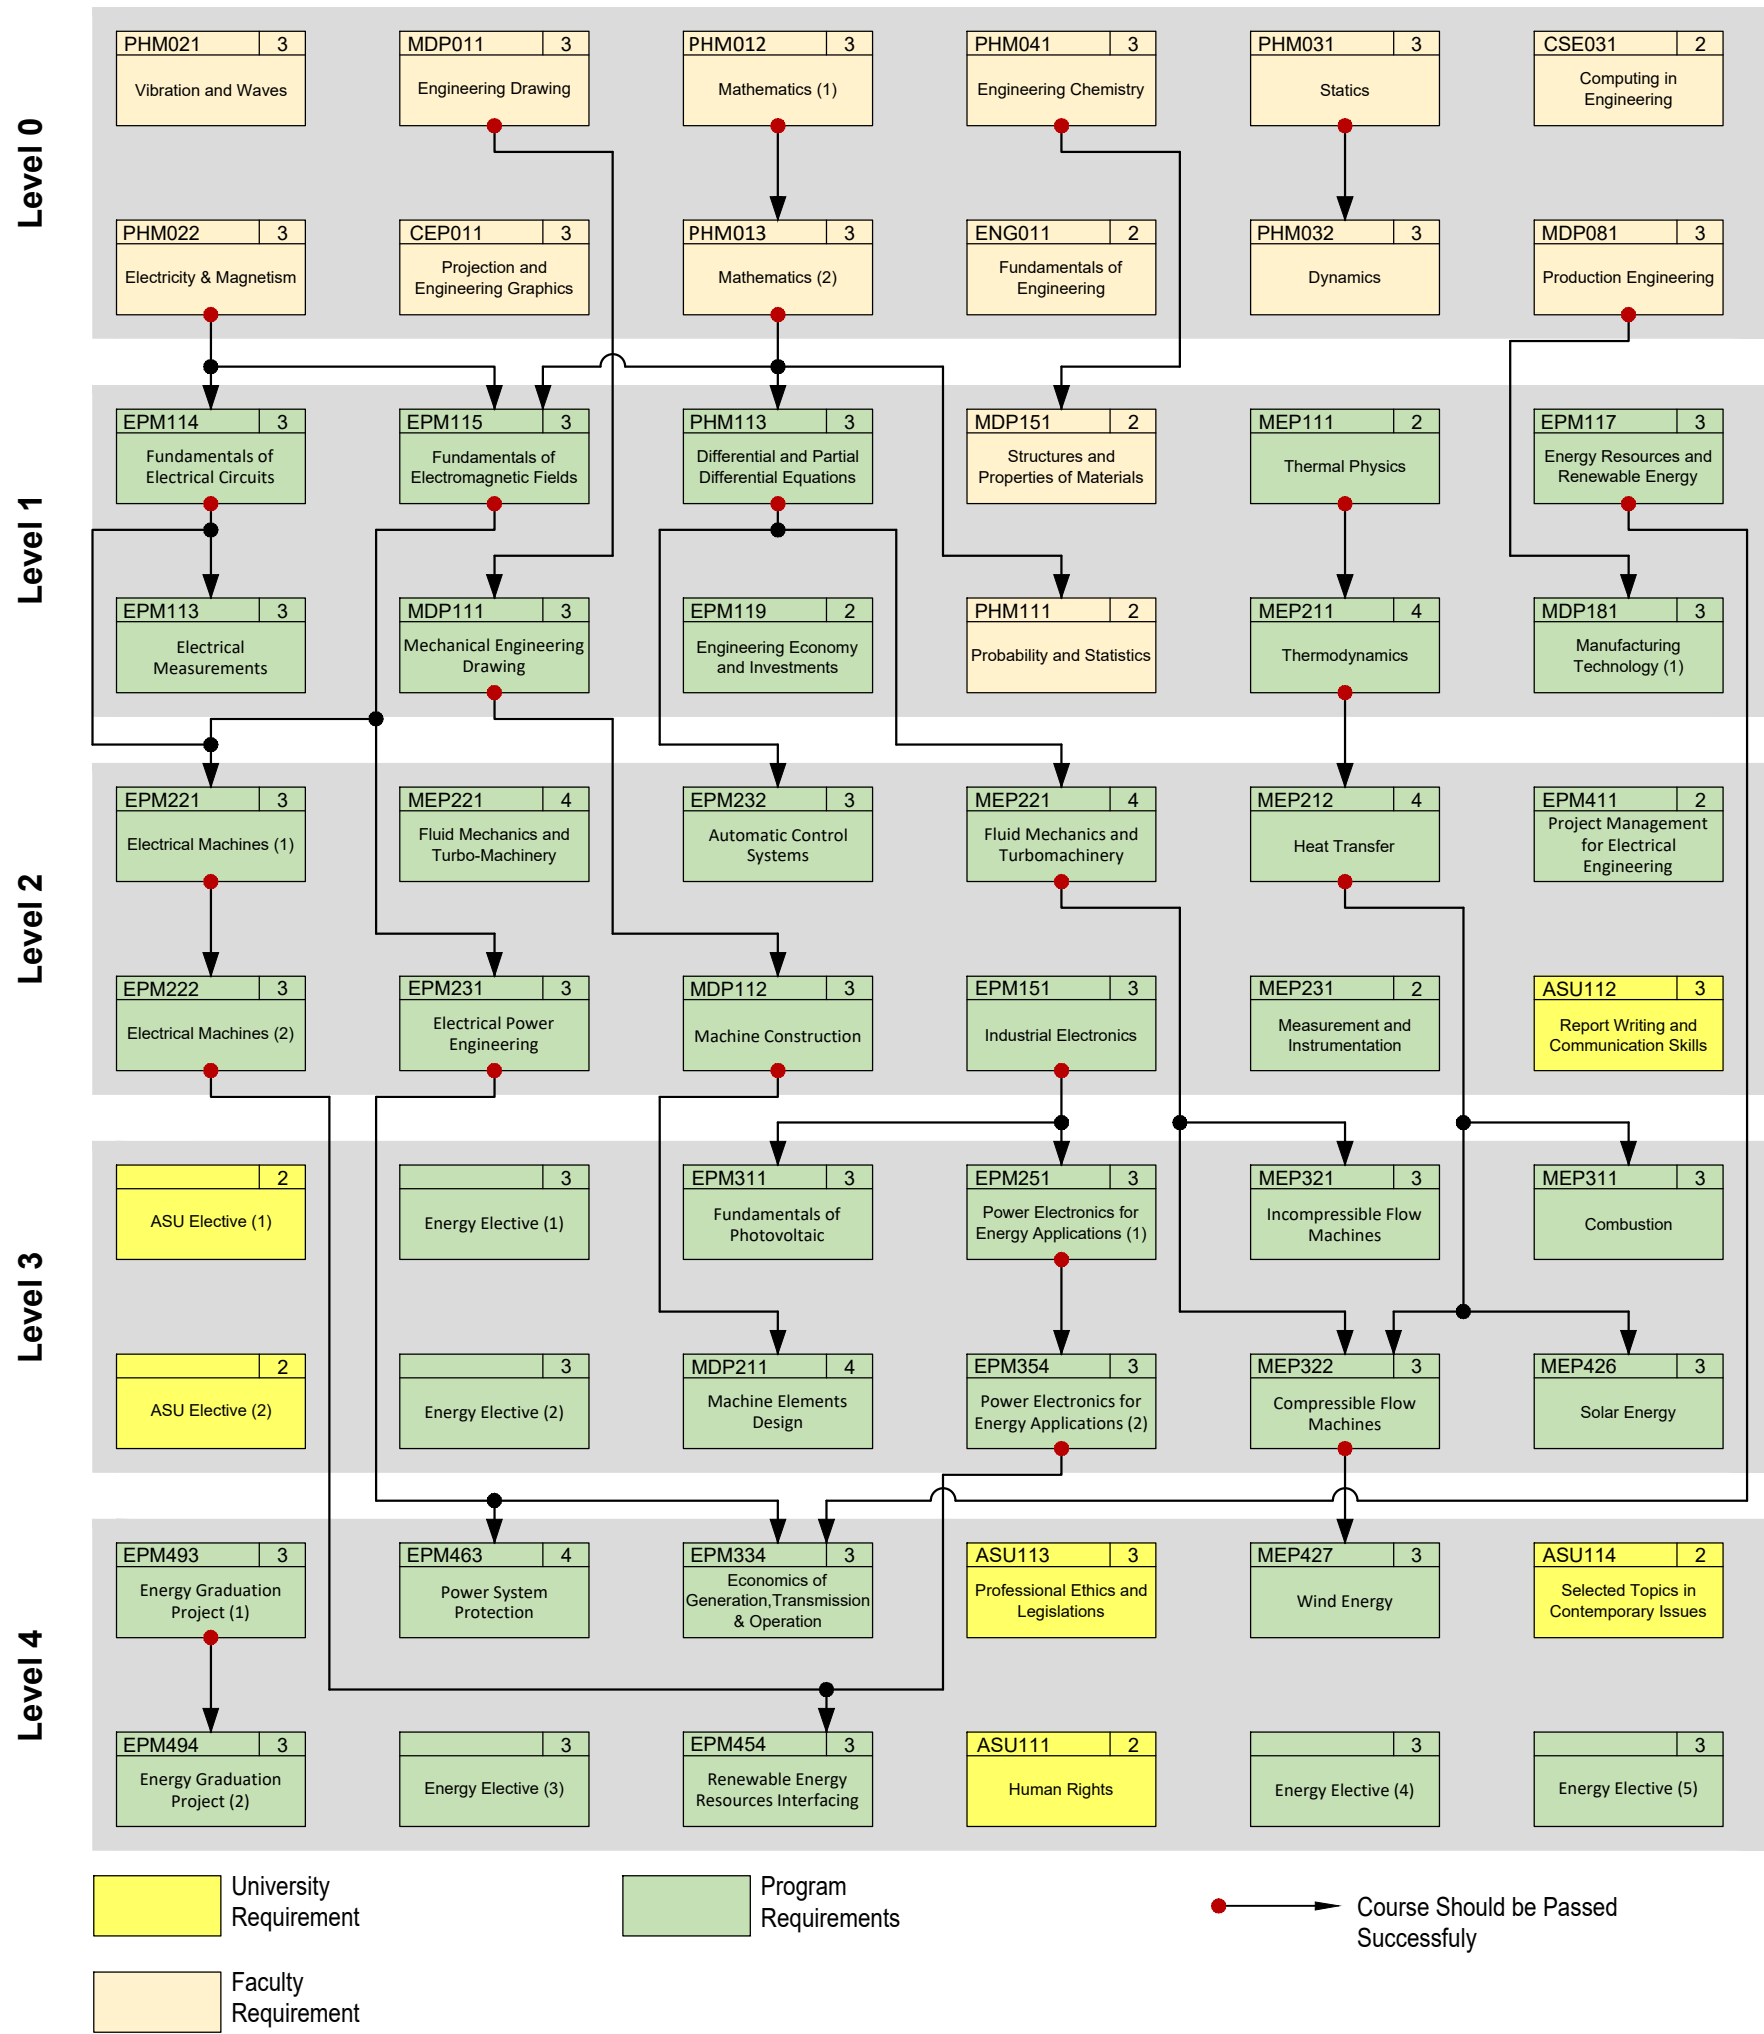 Level 0
PHM021 3
Vibration and Waves
MDP011 3
Engineering Drawing
PHM012 3
Mathematics (1)
PHM041 3
Engineering Chemistry
PHM031 3
Statics
CSE031 2
Computing in
Engineering
PHM022 3
Electricity & Magnetism
CEP011 3
Projection and
Engineering Graphics
PHM013 3
Mathematics (2)
ENG011 2
Fundamentals of
Engineering
PHM032 3
Dynamics
MDP081 3
Production Engineering
Level 1
EPM114 3
Fundamentals of
Electrical Circuits
EPM115 3
Fundamentals of
Electromagnetic Fields
PHM113 3
Differential and Partial
Differential Equations
MDP151 2
Structures and
Properties of Materials
MEP111 2
Thermal Physics
EPM117 3
Energy Resources and
Renewable Energy
EPM113 3
Electrical
Measurements
MDP111 3
Mechanical Engineering
Drawing
EPM119 2
Engineering Economy
and Investments
PHM111 2
Probability and Statistics
MEP211 4
Thermodynamics
MDP181 3
Manufacturing
Technology (1)
Level 2
EPM221 3
Electrical Machines (1)
MEP221 4
Fluid Mechanics and
Turbo-Machinery
EPM232 3
Automatic Control
Systems
MEP221 4
Fluid Mechanics and
Turbomachinery
MEP212 4
Heat Transfer
EPM411 2
Project Management
for Electrical
Engineering
EPM222 3
Electrical Machines (2)
EPM231 3
Electrical Power
Engineering
MDP112 3
Machine Construction
EPM151 3
Industrial Electronics
MEP231 2
Measurement and
Instrumentation
ASU112 3
Report Writing and
Communication Skills
Level 3
2
ASU Elective (1)
3
Energy Elective (1)
EPM311 3
Fundamentals of
Photovoltaic
EPM251 3
Power Electronics for
Energy Applications (1)
MEP321 3
Incompressible Flow
Machines
MEP311 3
Combustion
2
ASU Elective (2)
3
Energy Elective (2)
MDP211 4
Machine Elements
Design
EPM354 3
Power Electronics for
Energy Applications (2)
MEP322 3
Compressible Flow
Machines
MEP426 3
Solar Energy
Level 4
EPM493 3
Energy Graduation
Project (1)
EPM463 4
Power System
Protection
EPM334 3
Economics of
Generation,Transmission
& Operation
ASU113 3
Professional Ethics and
Legislations
MEP427 3
Wind Energy
ASU114 2
Selected Topics in
Contemporary Issues
EPM494 3
Energy Graduation
Project (2)
3
Energy Elective (3)
EPM454 3
Renewable Energy
Resources Interfacing
ASU111 2
Human Rights
3
Energy Elective (4)
3
Energy Elective (5)
University
Requirement
Program
Requirements
Course Should be Passed
Successfuly
Faculty
Requirement